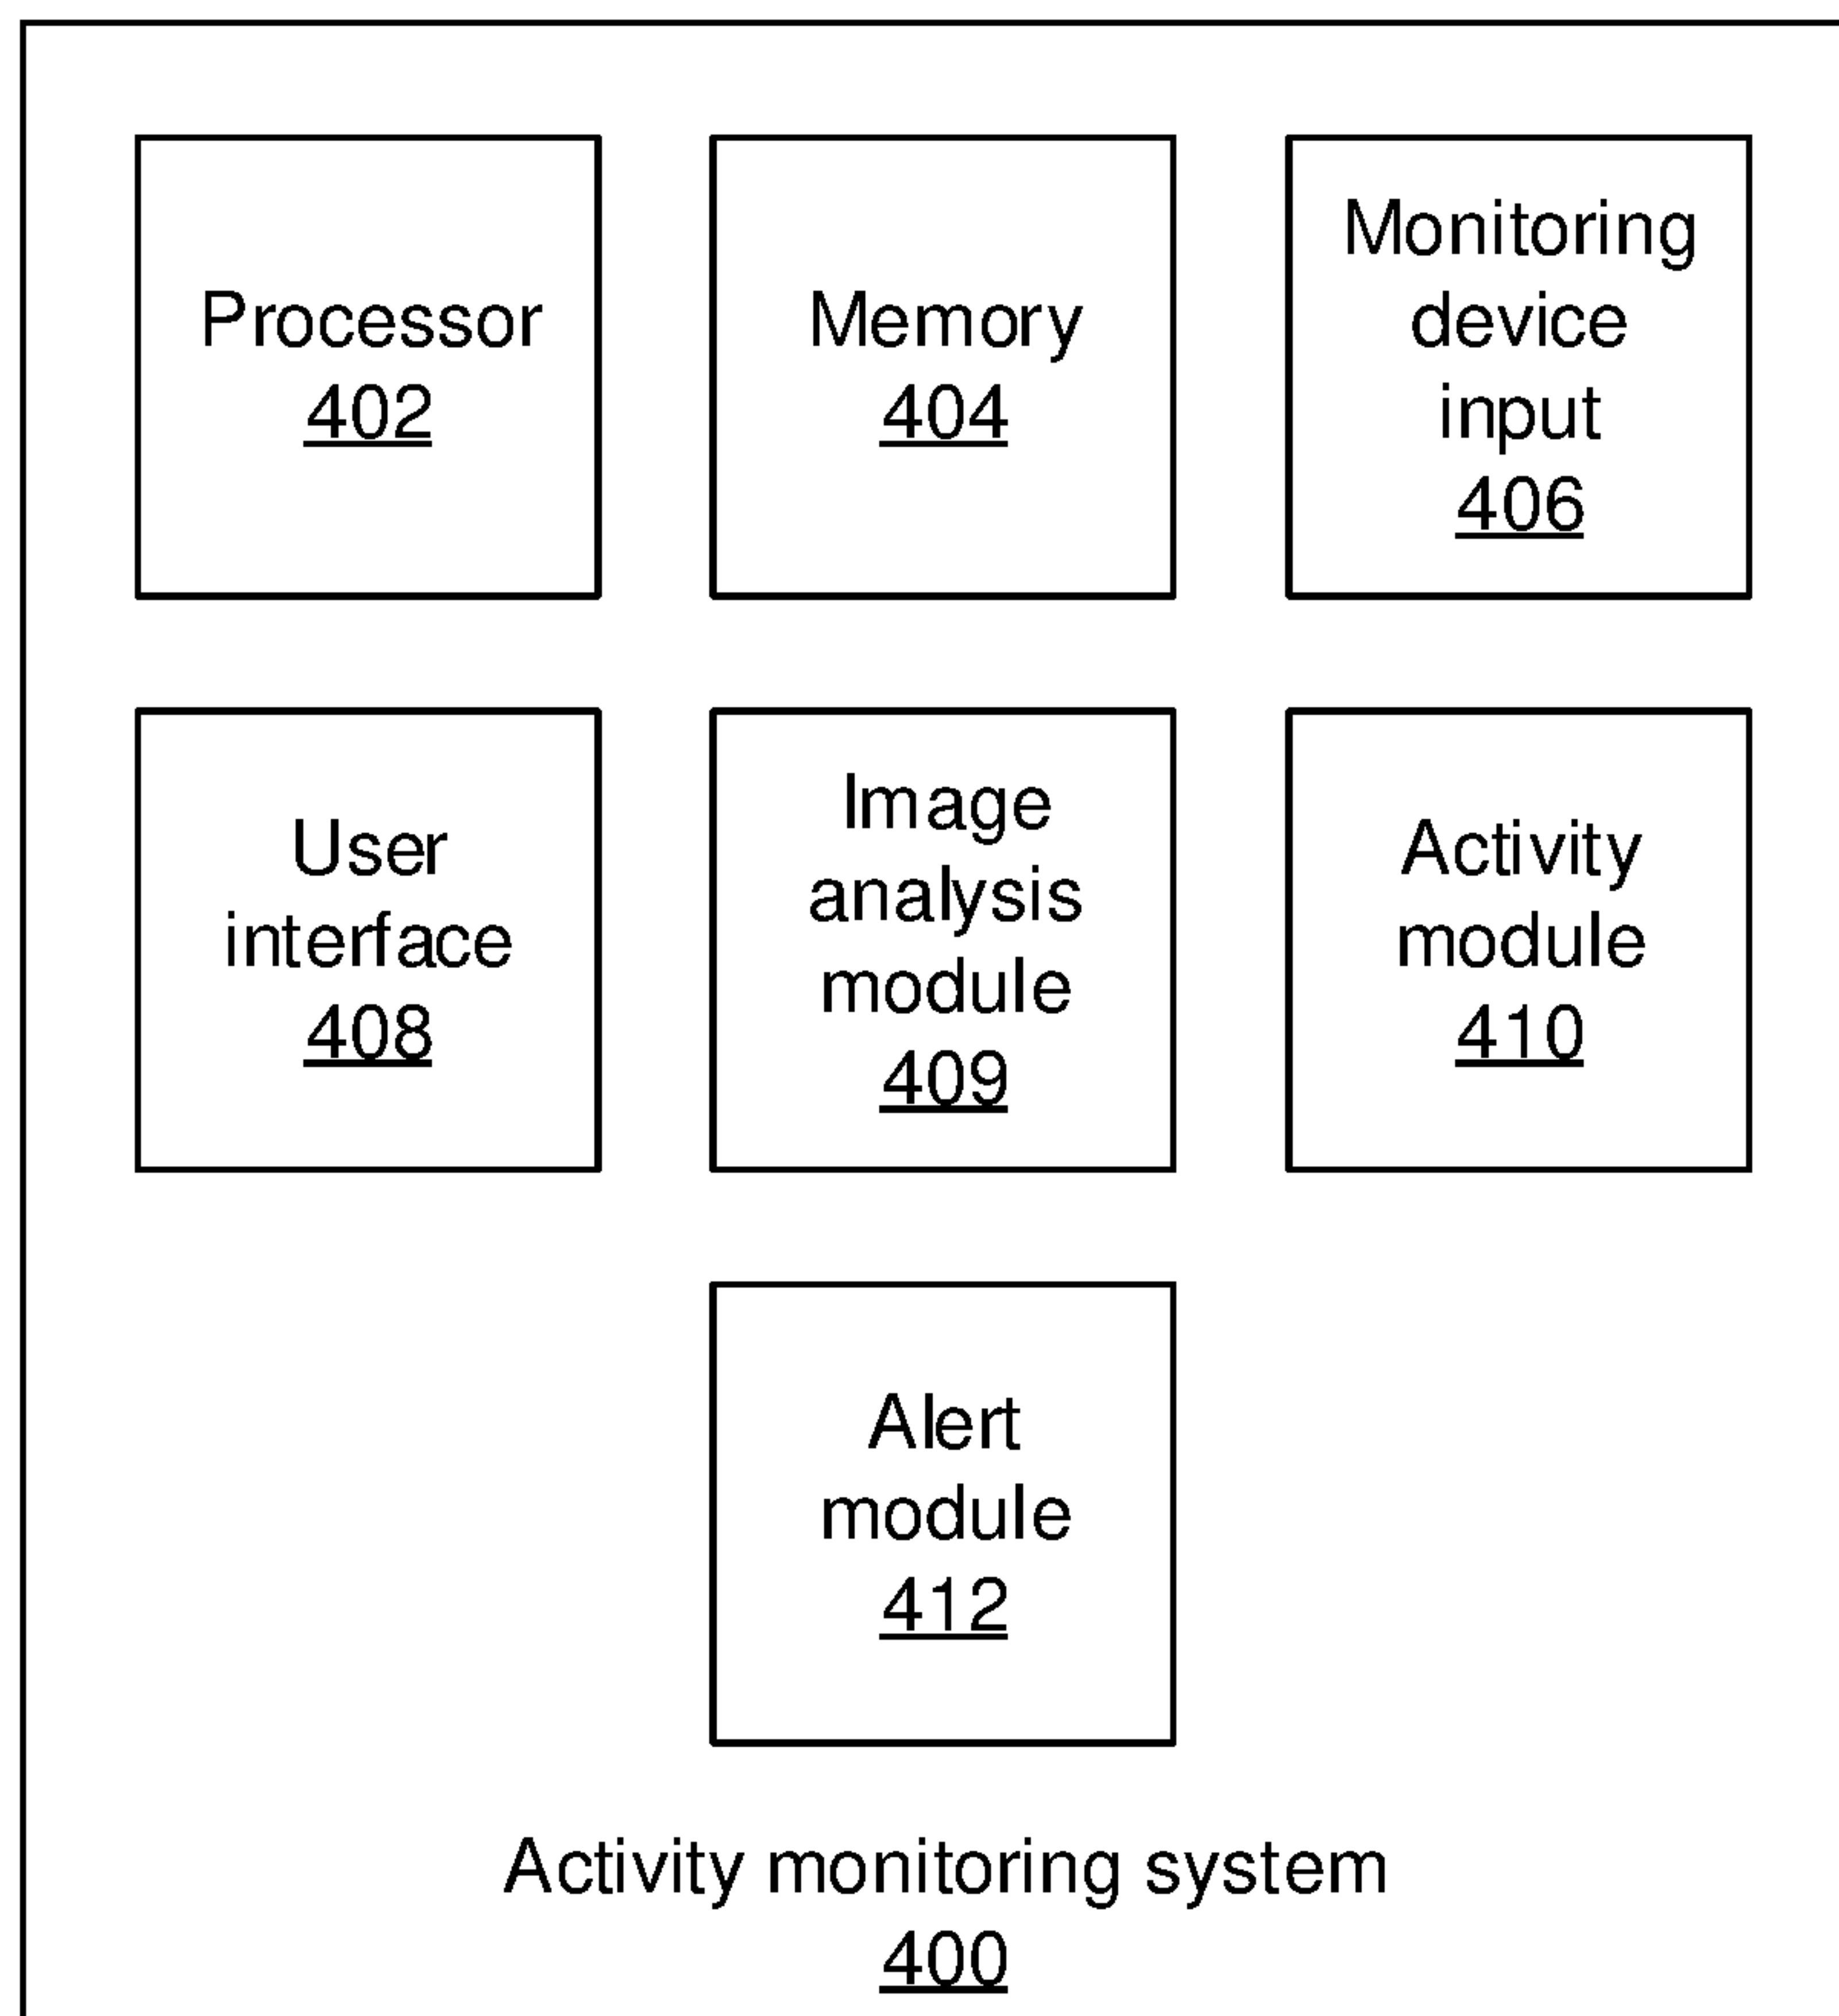 Processor
402
Memory
404
Monitoring
device
input
406
User
interface
408
Image
analysis
module
409
Activity
module
410
Alert
module
412
Activity monitoring system
400